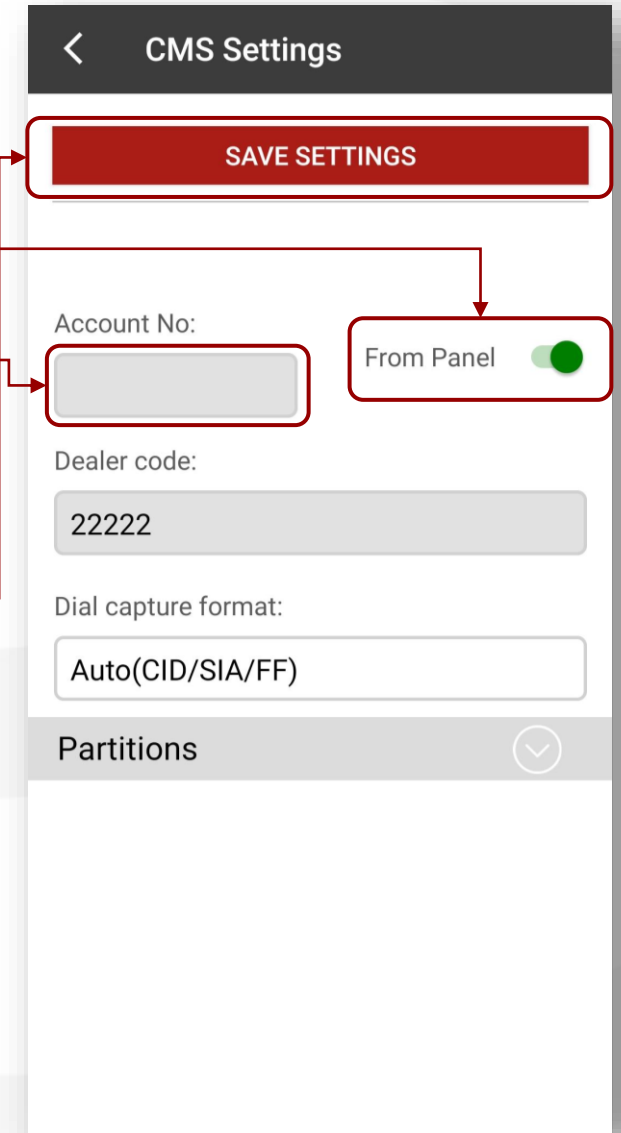 CMS Settings
SAVE SETTINGS
Account No:
From Panel
Dealer code:
22222
Dial capture format:
Auto(CID/SIA/FF)
Partitions